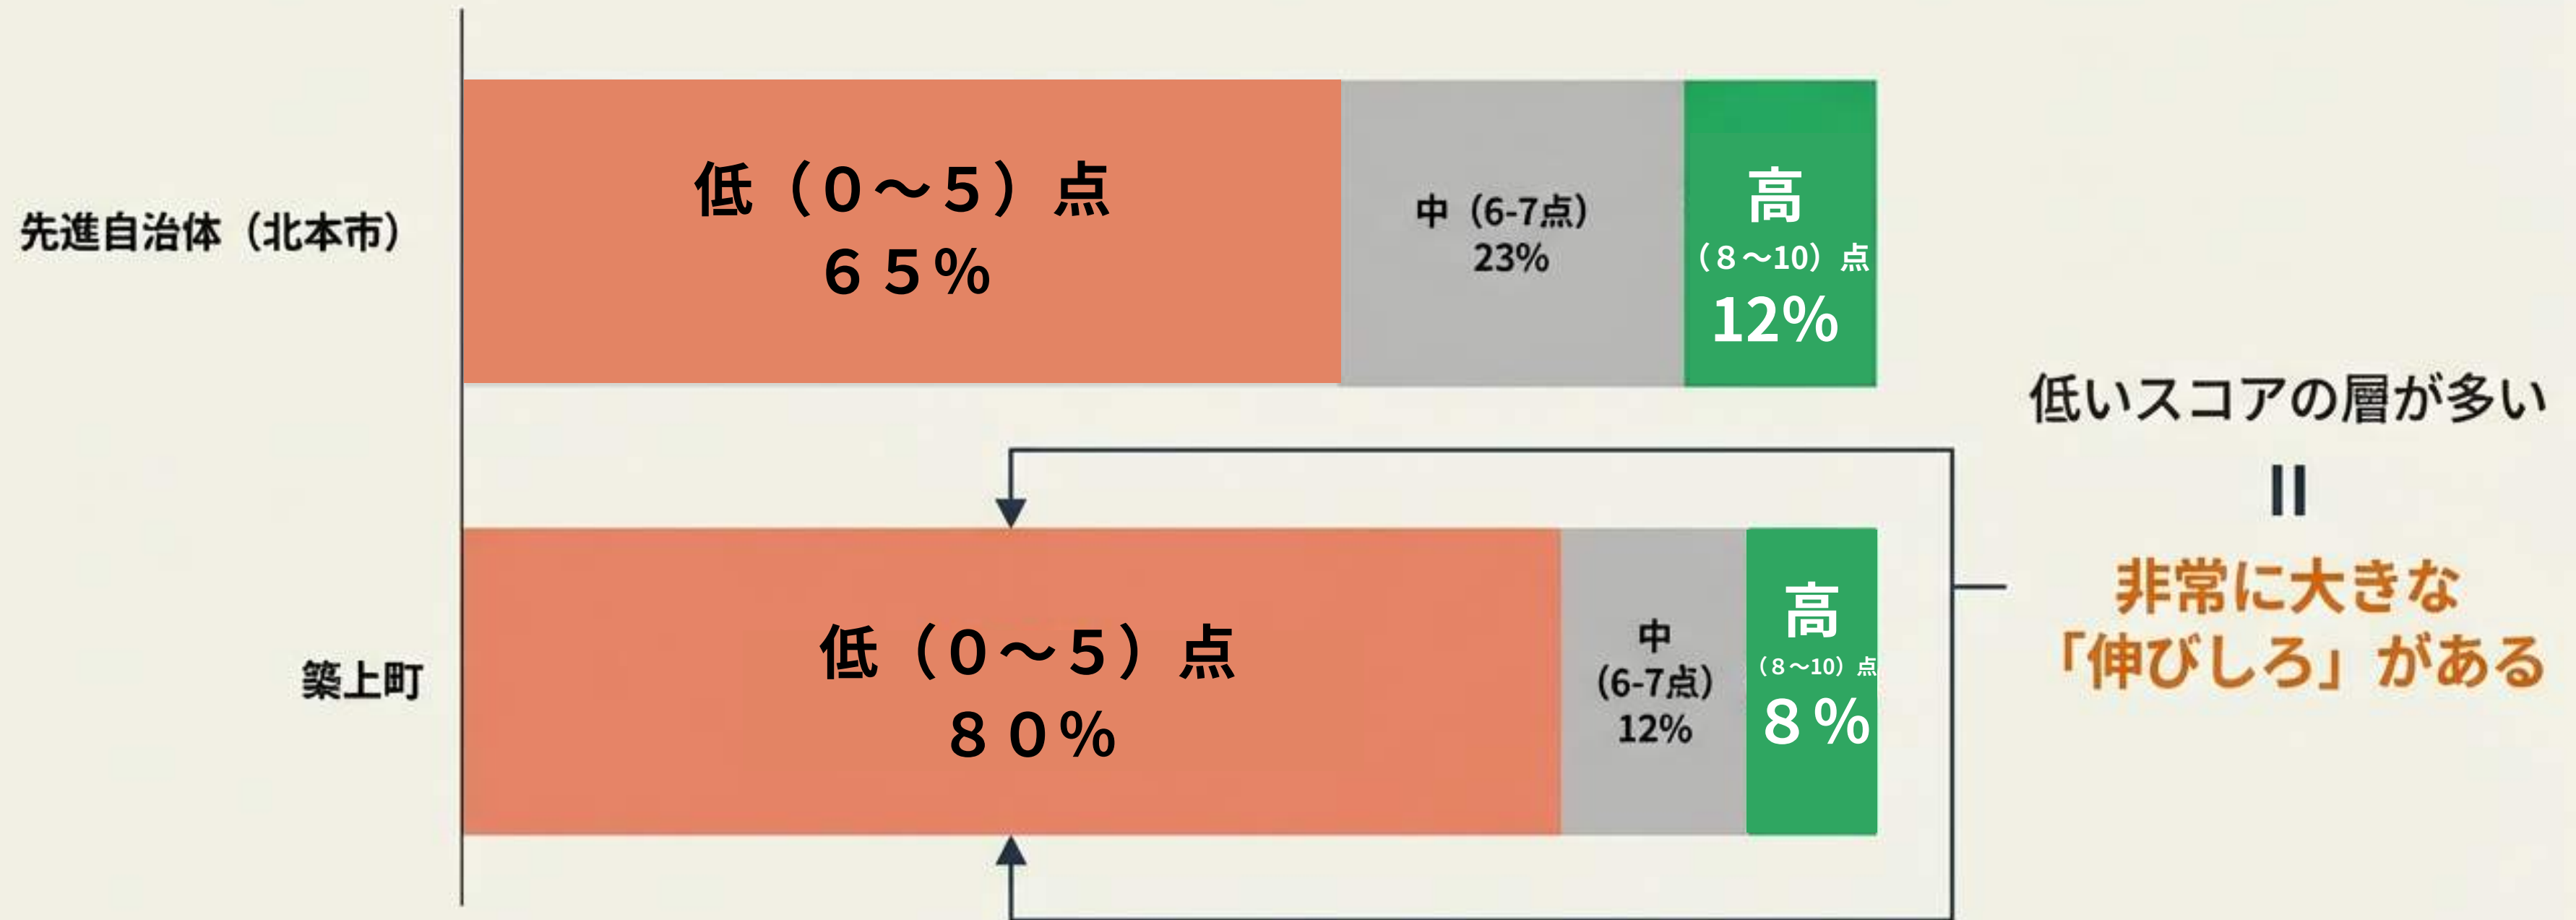 先進自治体（北本市）
低（０～５）点
６５%
中（6-7点）
23%
高
（８～10）点
12%
築上町
低（０～５）点
８０%
中
（6-7点）
12%
高
（８～10）点
８%
低いスコアの層が多い
=
非常に大きな
「伸びしろ」がある